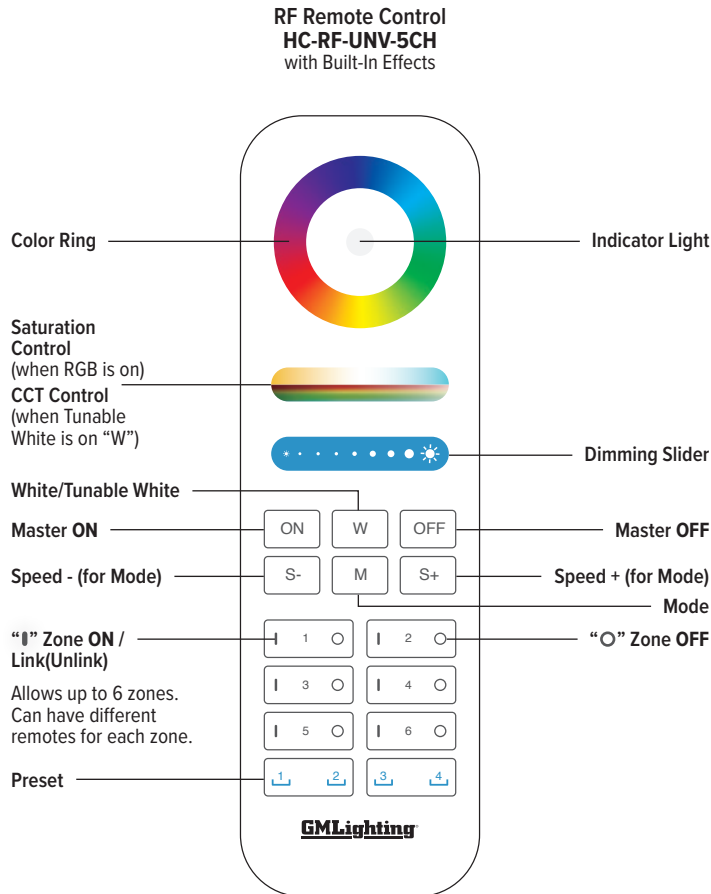 RF Remote Control
HC-RF-UNV-5CH
with Built-In Effects
Color Ring
Indicator Light
Saturation
Control
(when RGB is on)
CCT Control
(when Tunable
White is on “W”)
Dimming Slider
White/Tunable White
Master ON
ON
W
OFF
Master OFF
Speed - (for Mode)
S-
M
S+
Speed + (for Mode)
Mode
“I” Zone ON /
Link(Unlink)
I 1 O
I 2 O
“O” Zone OFF
Allows up to 6 zones.
Can have different
remotes for each zone.
I 3 O
I 4 O
I 5 O
I 6 O
Preset
1 2
3 4
GMLighting